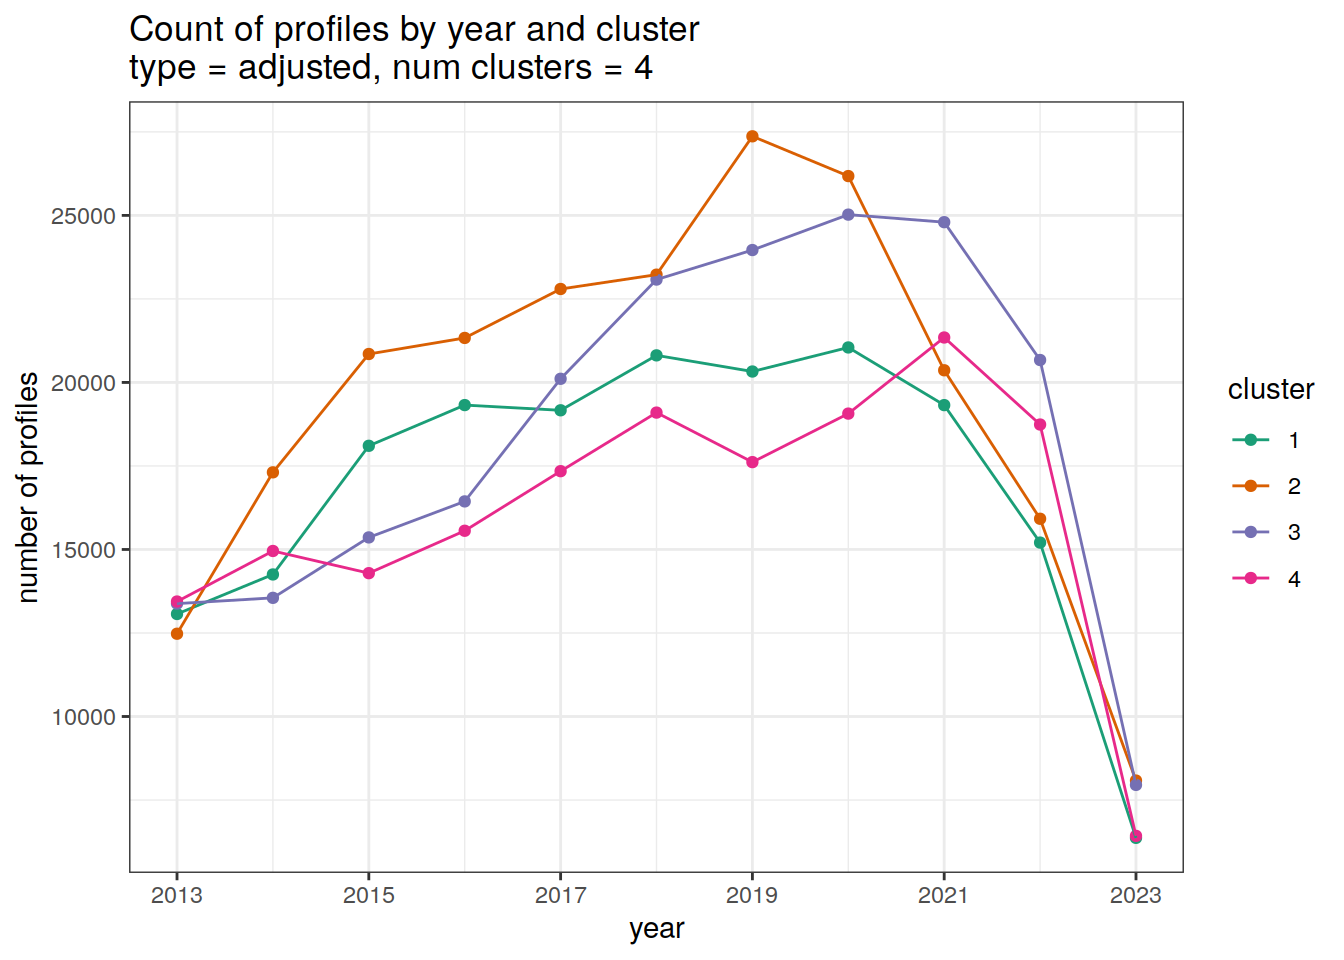 Count of profiles by year and cluster
type = adjusted, num clusters = 4
number of profiles
25000
20000
15000
10000
2013 2015 2017 2019 2021 2023
year
cluster
1
2
3
4